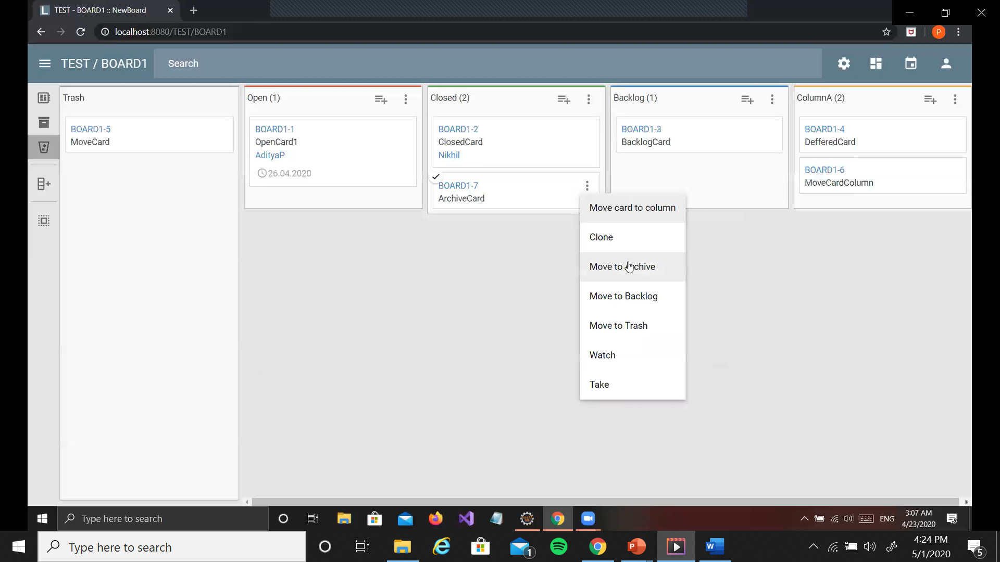 TEST - BOARD1 :: NewBoard
localhost:8080/TEST/BOARD1
P
TEST / BOARD1
Search
Trash
BOARD1-5
MoveCard
Open (1)
BOARD1-1
OpenCard1
AdityaP
26.04.2020
Closed (2)
BOARD1-2
ClosedCard
Nikhil
BOARD1-7
ArchiveCard
Backlog (1)
BOARD1-3
BacklogCard
ColumnA (2)
BOARD1-4
DefferedCard
BOARD1-6
MoveCardColumn
Move card to column
Clone
Move to Archive
Move to Backlog
Move to Trash
Watch
Take
Type here to search
ENG
3:07 AM
4/23/2020
Type here to search
1
4:24 PM
5/1/2020
5